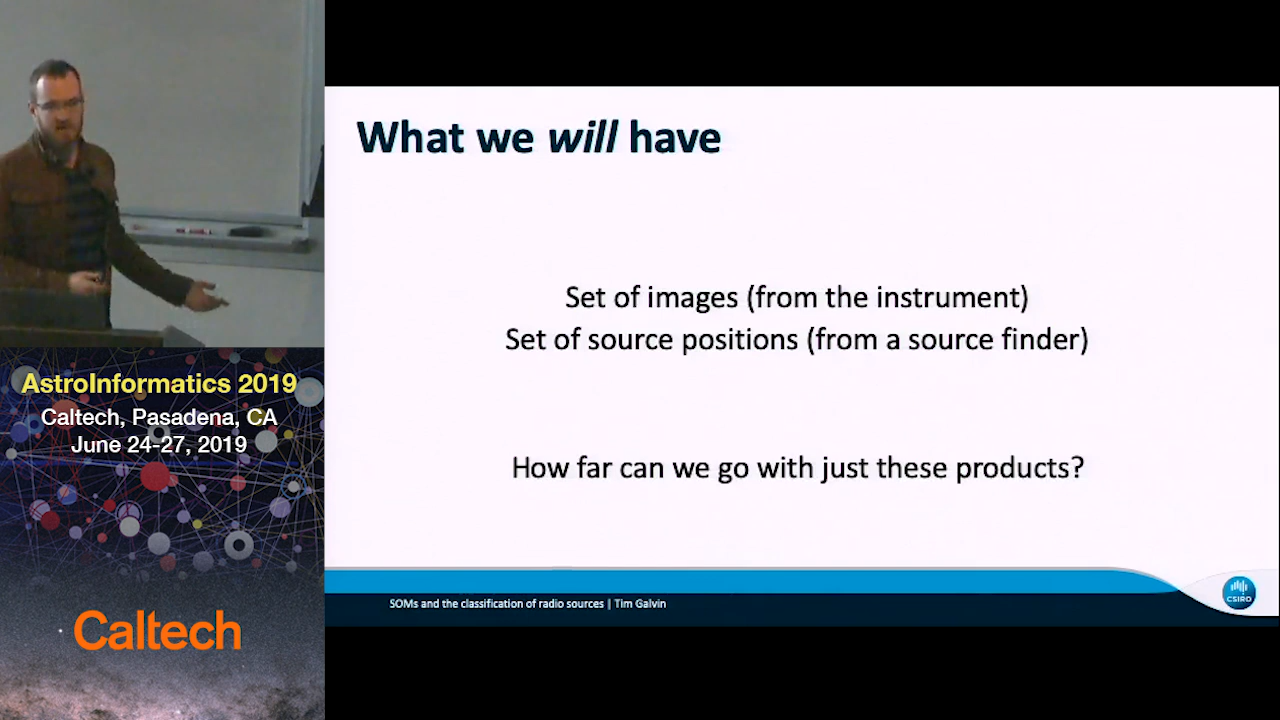 What we will have
Set of images (from the instrument)
Set of source positions (from a source finder)
How far can we go with just these products?
SOMs and the classification of radio sources | Tim Galvin
CSIRO
AstroInformatics 2019
Caltech, Pasadena, CA
June 24-27, 2019
Caltech